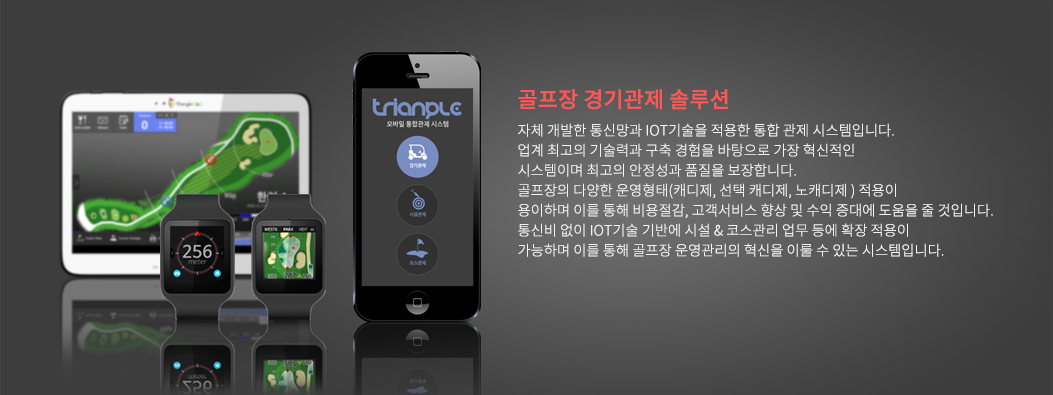 골프장 경기관제 솔루션
자체 개발한 통신망과 IOT기술을 적용한 통합 관제 시스템입니다.
업계 최고의 기술력과 구축 경험을 바탕으로 가장 혁신적인
시스템이며 최고의 안정성과 품질을 보장합니다.
골프장의 다양한 운영형태(캐디제, 선택 캐디제, 노캐디제 ) 적용이
용이하며 이를 통해 비용절감, 고객서비스 향상 및 수익 증대에 도움을 줄 것입니다.
통신비 없이 IOT기술 기반에 시설 & 코스관리 업무 등에 확장 적용이
가능하며 이를 통해 골프장 운영관리의 혁신을 이룰 수 있는 시스템입니다.
trianple
모바일 통합관제 시스템
경기관제
시설관제
코스관제
0
256
meter
PAR4